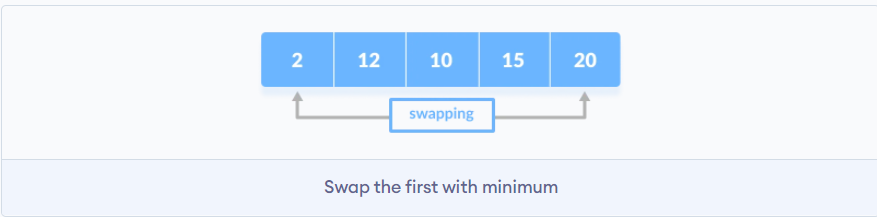 2 12 10 15 20
swapping
Swap the first with minimum